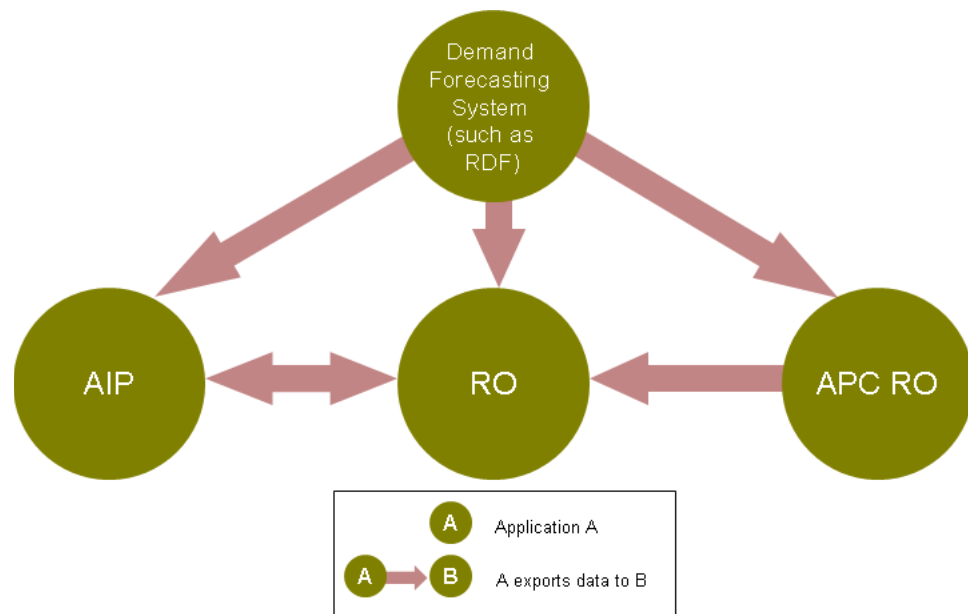 Demand
Forecasting
System
(such as
RDF)
AIP
RO
APC RO
A
Application A
A
B
A exports data to B